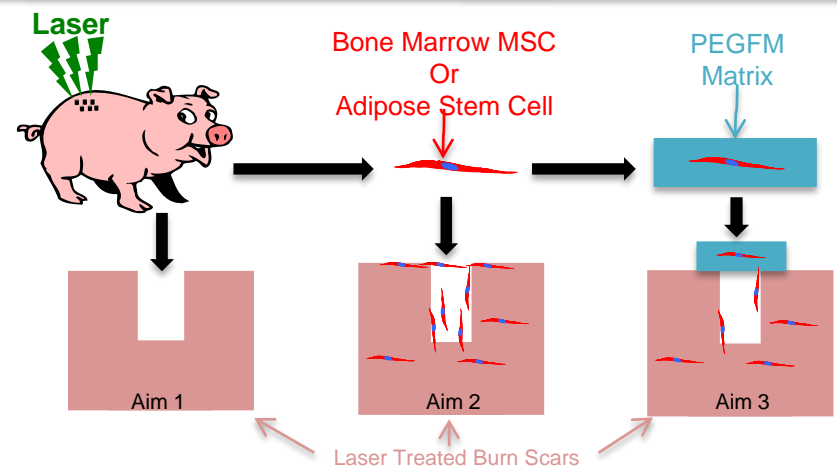 Laser
Bone Marrow MSC
Or
Adipose Stem Cell
PEGFM
Matrix
Aim 1
Aim 2
Aim 3
Laser Treated Burn Scars